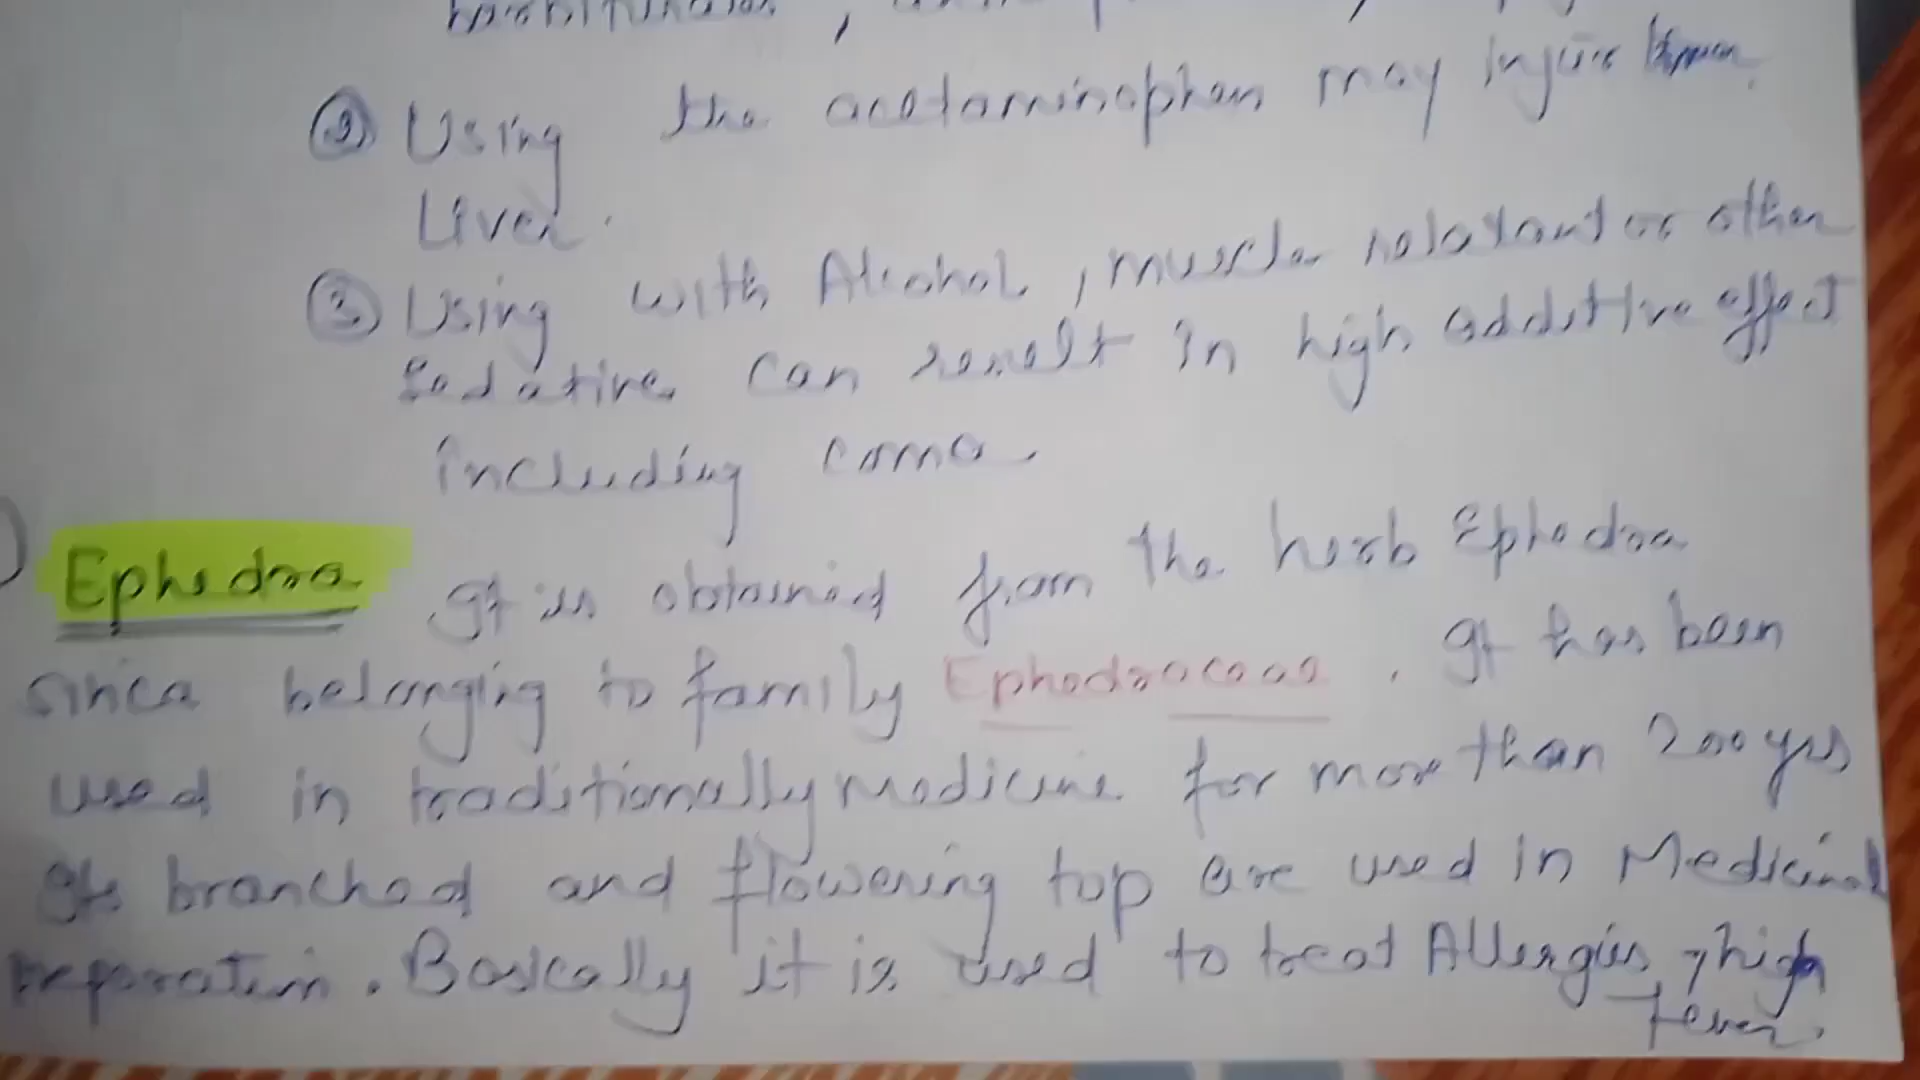 ② Using the acetaminophen may injure
Liver.
③ Using with Alcohol, muscle relaxant or other
Sedative can result in high additive effect
including coma.
Ephedra It is obtained from the herb Ephedra
since belonging to family Ephedraceae. It has been
used in traditionally medicine for more than 200 yrs
Its branched and flowering top are used in Medicinal
reparation. Basically it is used to treat Allergies, high
fever.